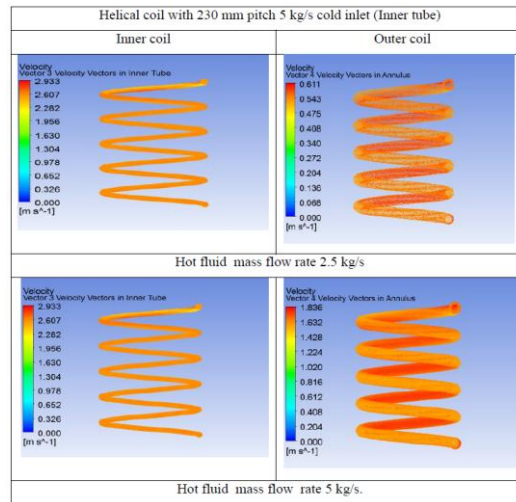 Helical coil with 230 mm pitch 5 kg/s cold inlet (Inner tube)
Inner coil
Outer coil
Velocity
Vector 3 Velocity Vectors in Inner Tube
2.933
2.607
2.282
1.956
1.630
1.304
0.978
0.652
0.326
0.000
[m s^-1]
Velocity
Vector 4 Velocity Vectors in Annulus
0.611
0.543
0.475
0.408
0.340
0.272
0.204
0.136
0.068
0.000
[m s^-1]
Hot fluid mass flow rate 2.5 kg/s
Velocity
Vector 3 Velocity Vectors in Inner Tube
2.933
2.607
2.282
1.956
1.630
1.304
0.978
0.652
0.326
0.000
[m s^-1]
Velocity
Vector 4 Velocity Vectors in Annulus
1.836
1.632
1.428
1.224
1.020
0.816
0.612
0.408
0.204
0.000
[m s^-1]
Hot fluid mass flow rate 5 kg/s.